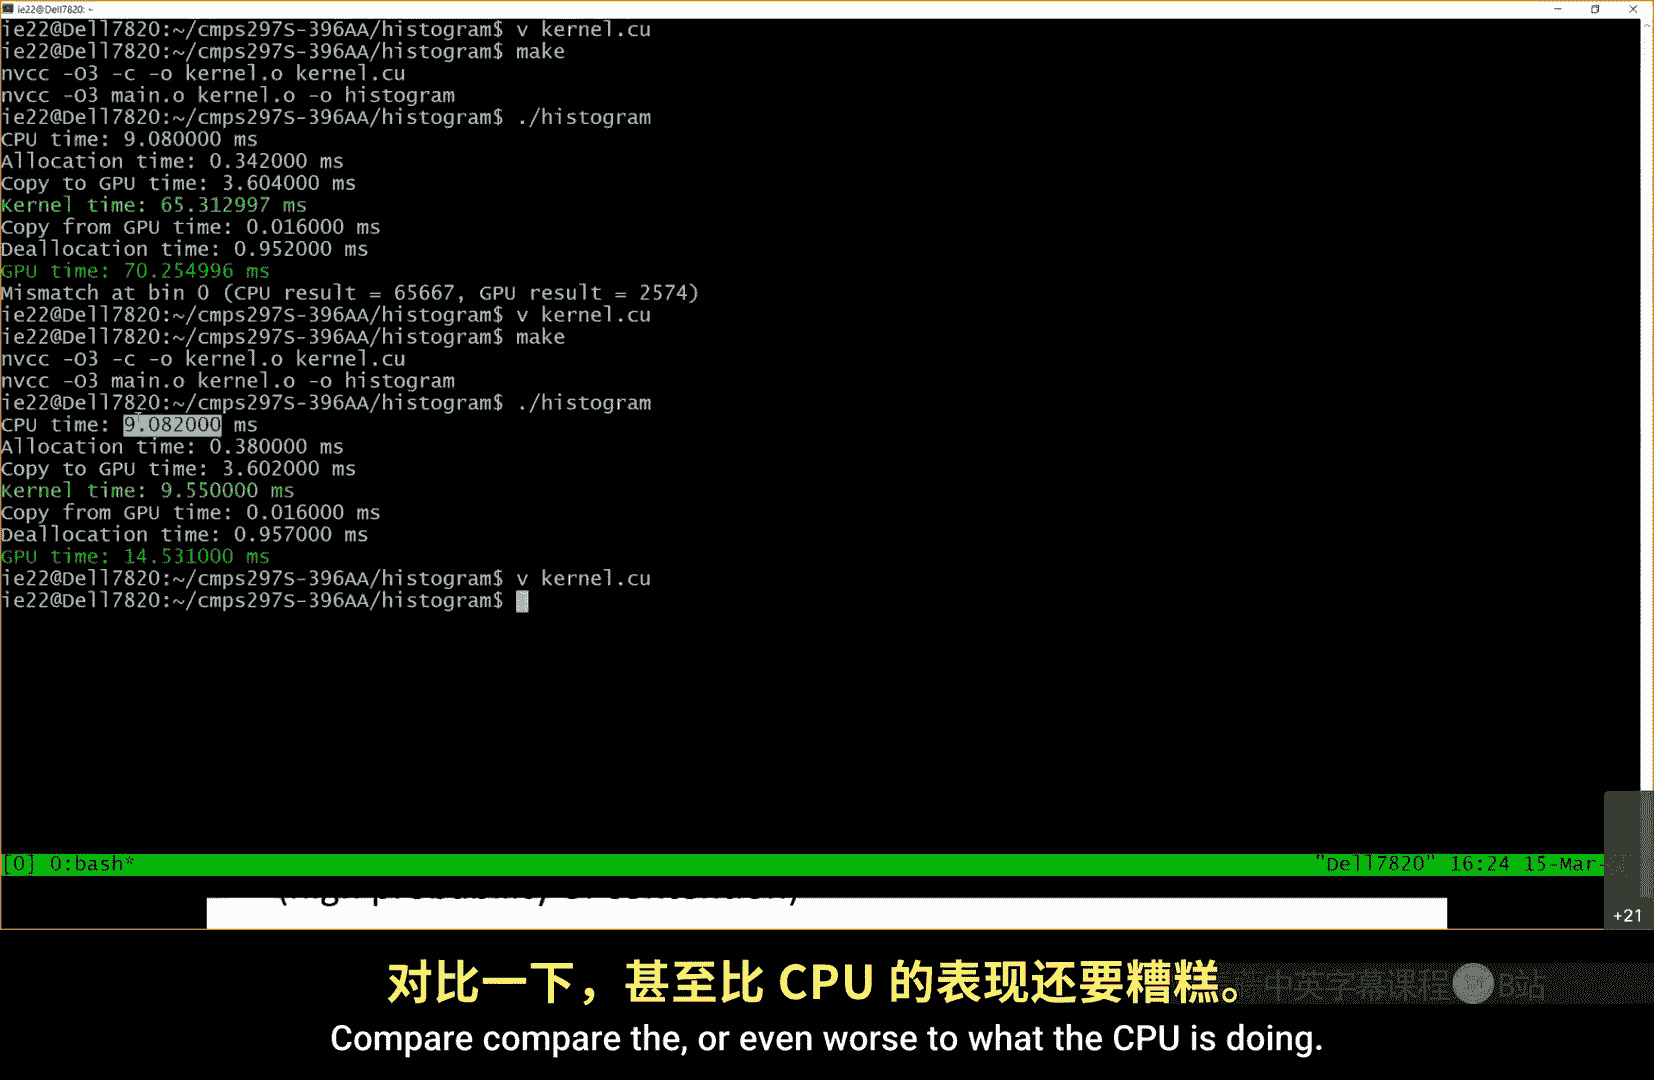 ie22@Dell7820: ~
ie22@Dell7820:~/cmps297S-396AA/histogram$ v kernel.cu
ie22@Dell7820:~/cmps297S-396AA/histogram$ make
nvcc -O3 -c -o kernel.o kernel.cu
nvcc -O3 main.o kernel.o -o histogram
ie22@Dell7820:~/cmps297S-396AA/histogram$ ./histogram
CPU time: 9.080000 ms
Allocation time: 0.342000 ms
Copy to GPU time: 3.604000 ms
Kernel time: 65.312997 ms
Copy from GPU time: 0.016000 ms
Deallocation time: 0.952000 ms
GPU time: 70.254996 ms
Mismatch at bin 0 (CPU result = 65667, GPU result = 2574)
ie22@Dell7820:~/cmps297S-396AA/histogram$ v kernel.cu
ie22@Dell7820:~/cmps297S-396AA/histogram$ make
nvcc -O3 -c -o kernel.o kernel.cu
nvcc -O3 main.o kernel.o -o histogram
ie22@Dell7820:~/cmps297S-396AA/histogram$ ./histogram
CPU time: 9.082000 ms
Allocation time: 0.380000 ms
Copy to GPU time: 3.602000 ms
Kernel time: 9.550000 ms
Copy from GPU time: 0.016000 ms
Deallocation time: 0.957000 ms
GPU time: 14.531000 ms
ie22@Dell7820:~/cmps297S-396AA/histogram$ v kernel.cu
ie22@Dell7820:~/cmps297S-396AA/histogram$
[0] 0:bash* "Dell7820" 16:24 15-Mar-
+21
对比一下，甚至比 CPU 的表现还要糟糕。
中英字幕课程 B站
Compare compare the, or even worse to what the CPU is doing.